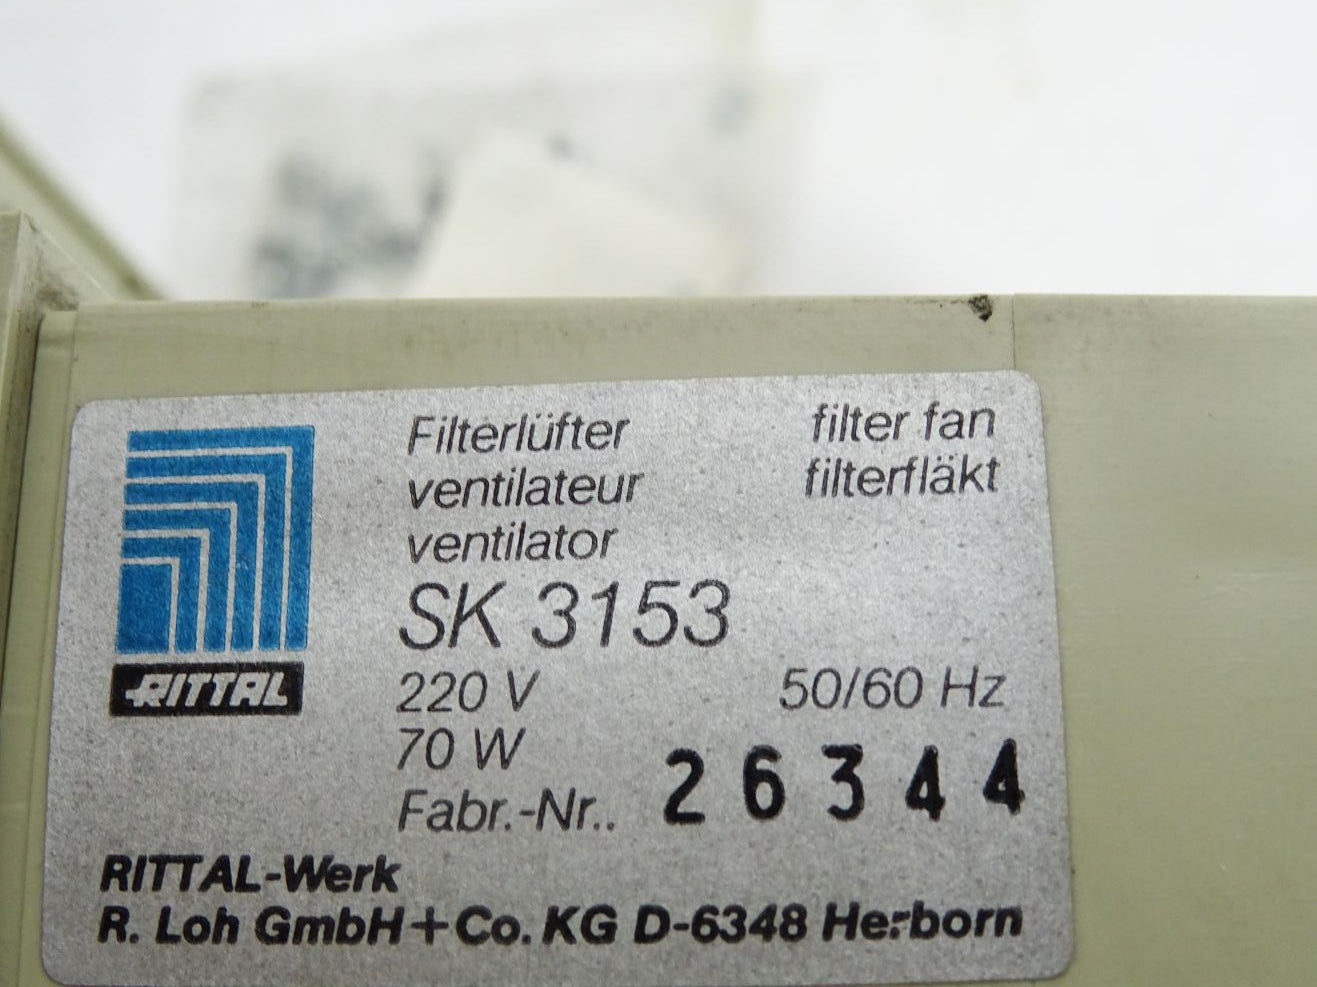 Filterlüfter filter fan
ventilateur filterfläkt
ventilator
SK 3153
RITTAL
220 V 50/60 Hz
70 W
Fabr.-Nr.. 26344
RITTAL-Werk
R. Loh GmbH+Co. KG D-6348 Herborn